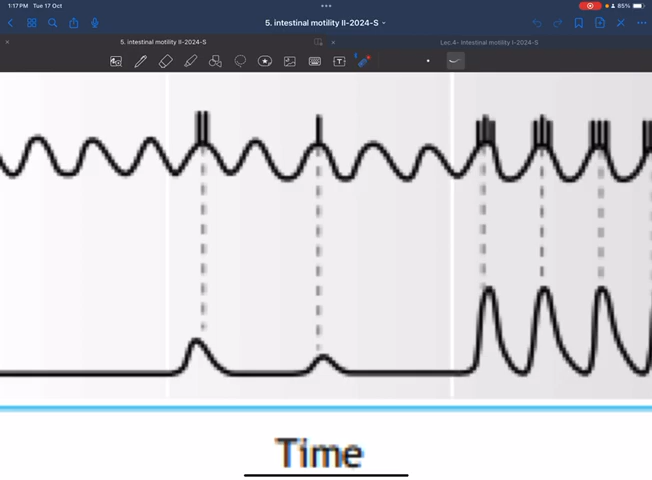 1:17 PM Tue 17 Oct
85%
5. intestinal motility II-2024-S
5. intestinal motility II-2024-S
Lec.4- Intestinal motility I-2024-S
Time